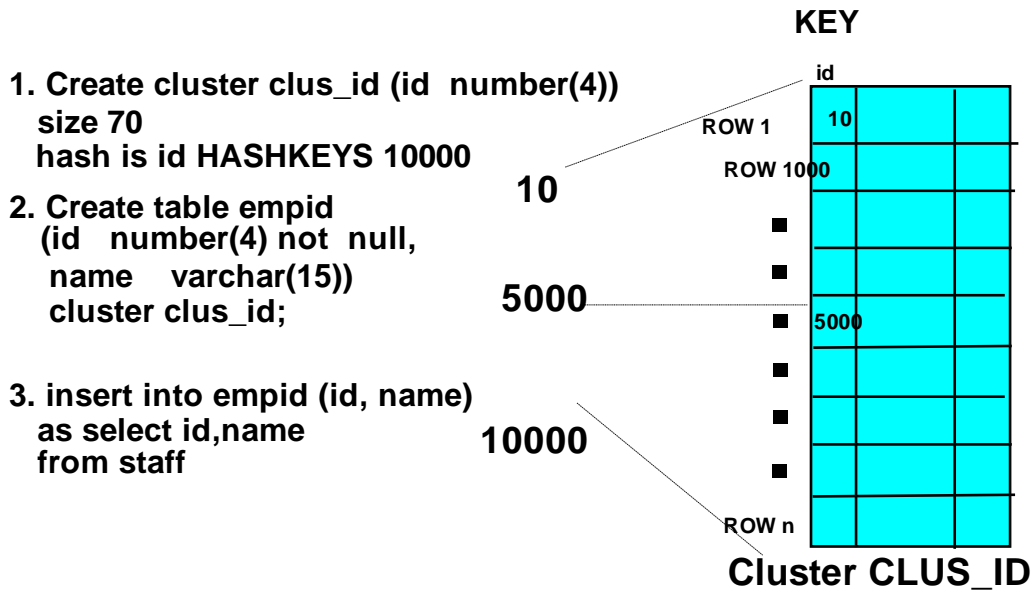 KEY
1. Create cluster clus_id (id number(4))
size 70
hash is id HASHKEYS 10000
2. Create table empid
(id number(4) not null,
name varchar(15))
cluster clus_id;
3. insert into empid (id, name)
as select id,name
from staff
10
5000
10000
id
ROW 1
10
ROW 1000
5000
ROW n
Cluster CLUS_ID